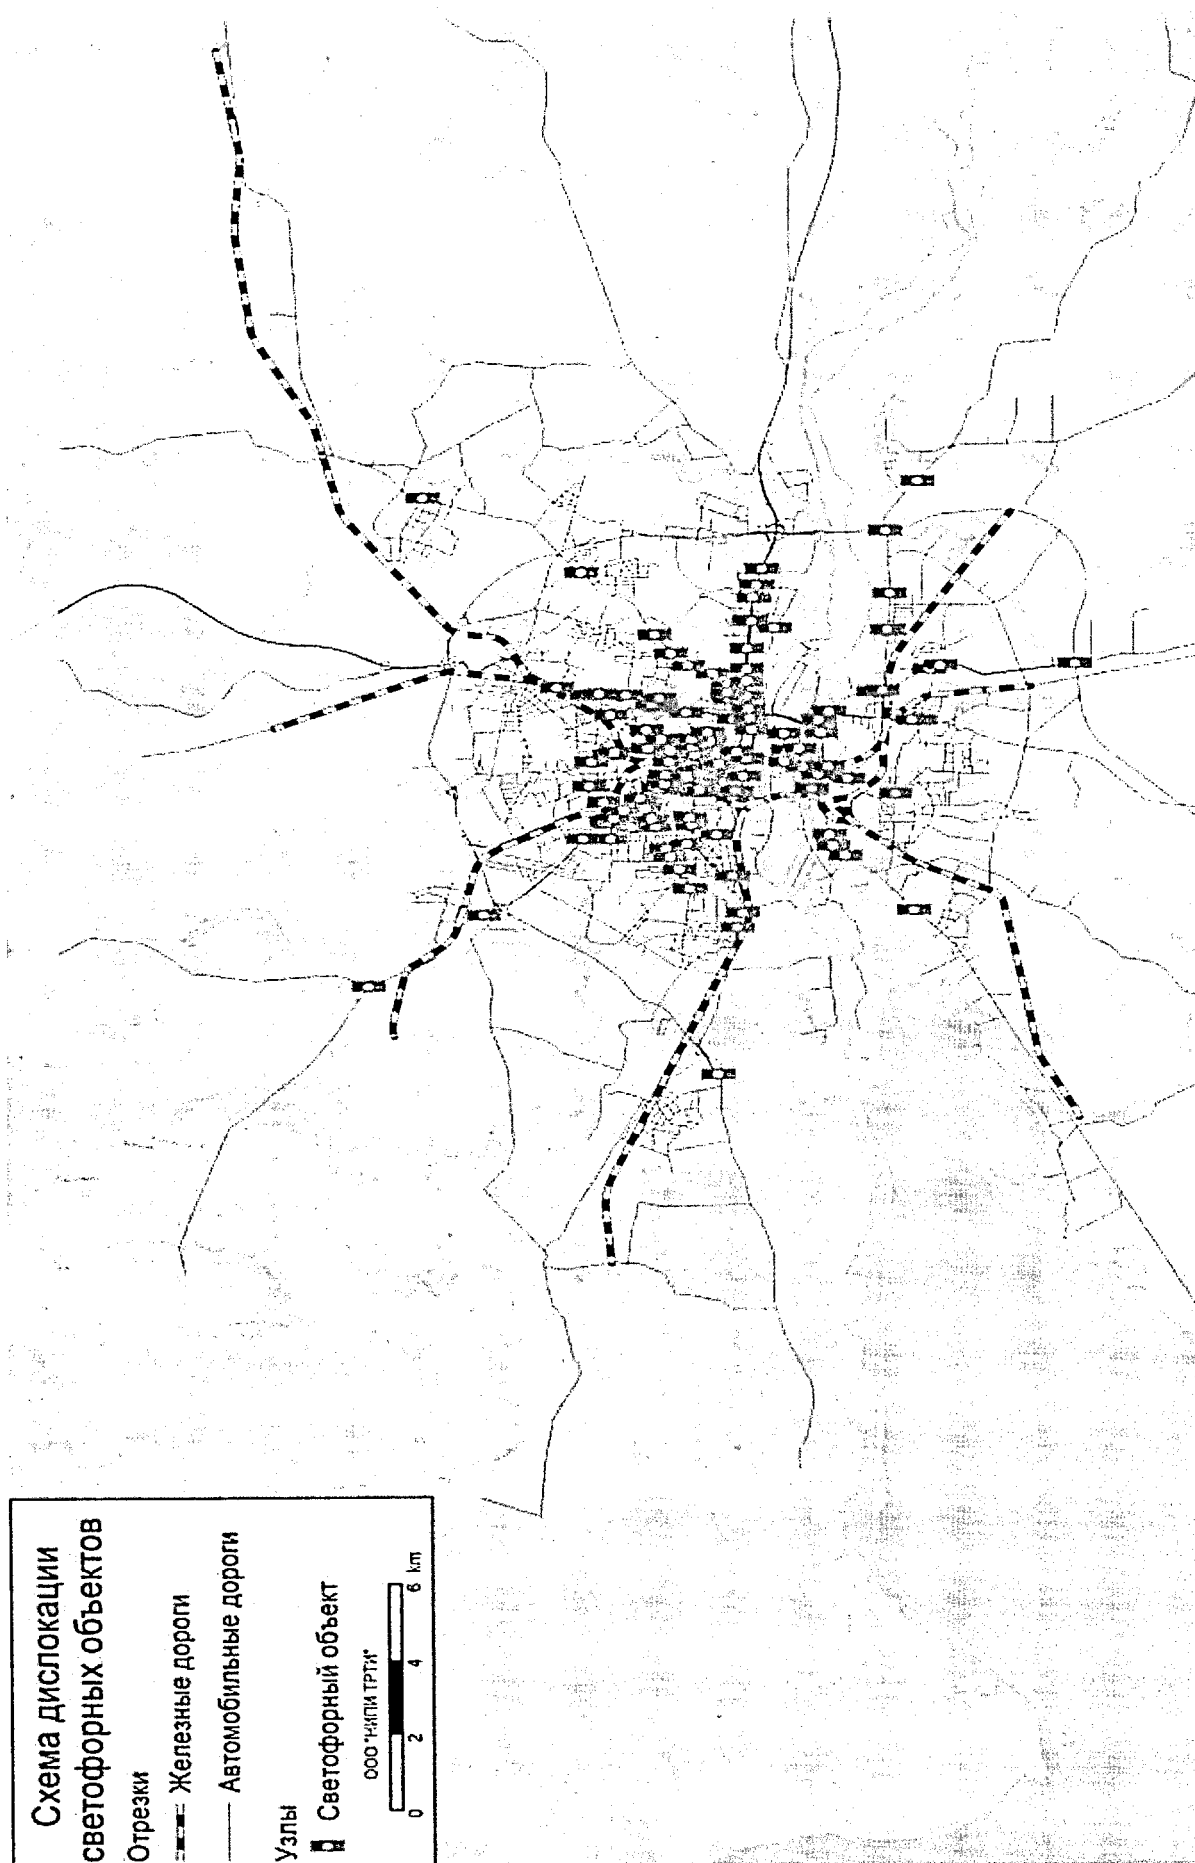 Схема дислокации
светофорных объектов
Отрезки
Железные дороги
Автомобильные дороги
Узлы
Светофорный объект
ООО "НИПИ ТРТИ"
0 2 4 6 km